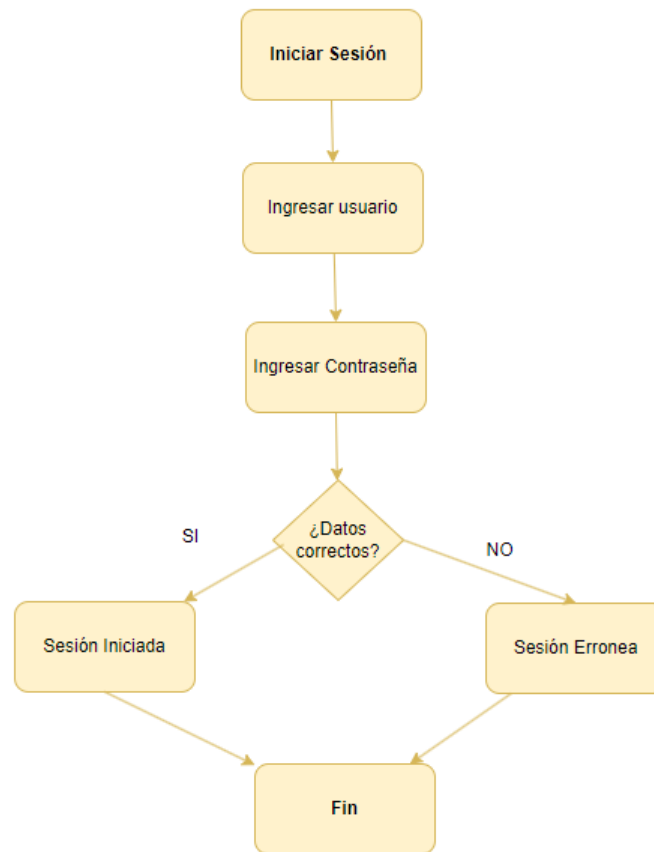 Iniciar Sesión
Ingresar usuario
Ingresar Contraseña
¿Datos
correctos?
SI
NO
Sesión Iniciada
Sesión Erronea
Fin